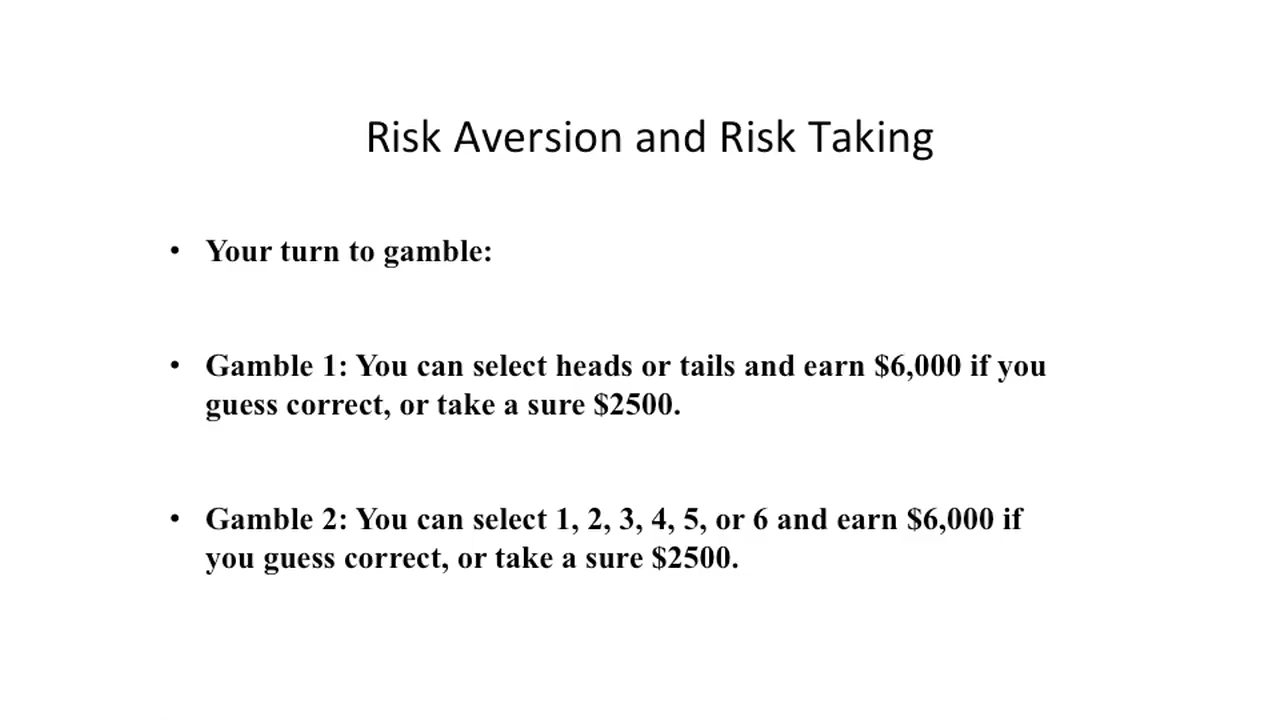 Risk Aversion and Risk Taking
• Your turn to gamble:
• Gamble 1: You can select heads or tails and earn $6,000 if you
guess correct, or take a sure $2500.
• Gamble 2: You can select 1, 2, 3, 4, 5, or 6 and earn $6,000 if
you guess correct, or take a sure $2500.